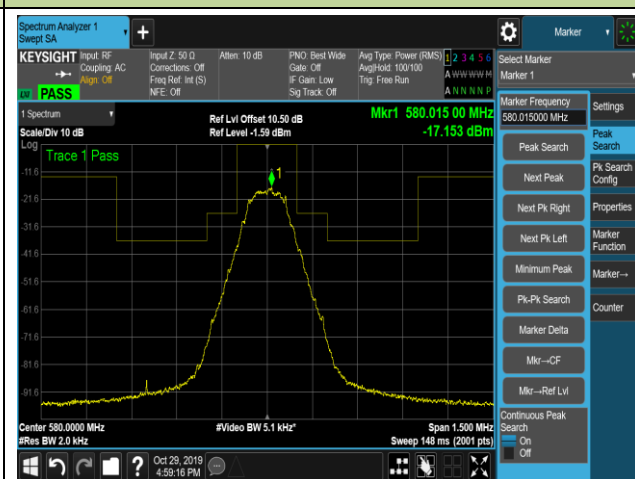 Spectrum Analyzer 1
Swept SA
+
Marker
KEYSIGHT
Input: RF
Coupling: AC
Align: Off
Input Z: 50 Ω
Corrections: Off
Freq Ref: Int (S)
NFE: Off
Atten: 10 dB
PNO: Best Wide
Gate: Off
IF Gain: Low
Sig Track: Off
Avg Type: Power (RMS)
Avg|Hold: 100/100
Trig: Free Run
1 2 3 4 5 6
A W W W W M
A N N N N P
PASS
Select Marker
Marker 1
1 Spectrum
Scale/Div 10 dB
Log
Ref Lvl Offset 10.50 dB
Ref Level -1.59 dBm
Mkr1 580.015 00 MHz
-17.153 dBm
Trace 1 Pass
1
-11.6
-21.6
-31.6
-41.6
-51.6
-61.6
-71.6
-81.6
-91.6
Center 580.0000 MHz
#Res BW 2.0 kHz
#Video BW 5.1 kHz*
Span 1.500 MHz
Sweep 148 ms (2001 pts)
Marker Frequency
580.015000 MHz
Peak Search
Next Peak
Next Pk Right
Next Pk Left
Minimum Peak
Pk-Pk Search
Marker Delta
Mkr→CF
Mkr→Ref Lvl
Continuous Peak
Search
On
Off
Settings
Peak
Search
Pk Search
Config
Properties
Marker
Function
Marker→
Counter
?
Oct 29, 2019
4:59:16 PM